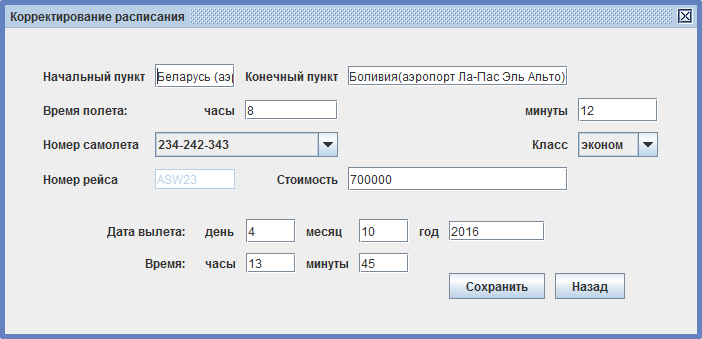 Корректирование расписания
Начальный пункт Беларусь (аэр Конечный пункт Боливия(аэропорт Ла-Пас Эль Альто)
Время полета: часы 8 минуты 12
Номер самолета 234-242-343 Класс эконом
Номер рейса ASW23 Стоимость 700000
Дата вылета: день 4 месяц 10 год 2016
Время: часы 13 минуты 45
Сохранить Назад